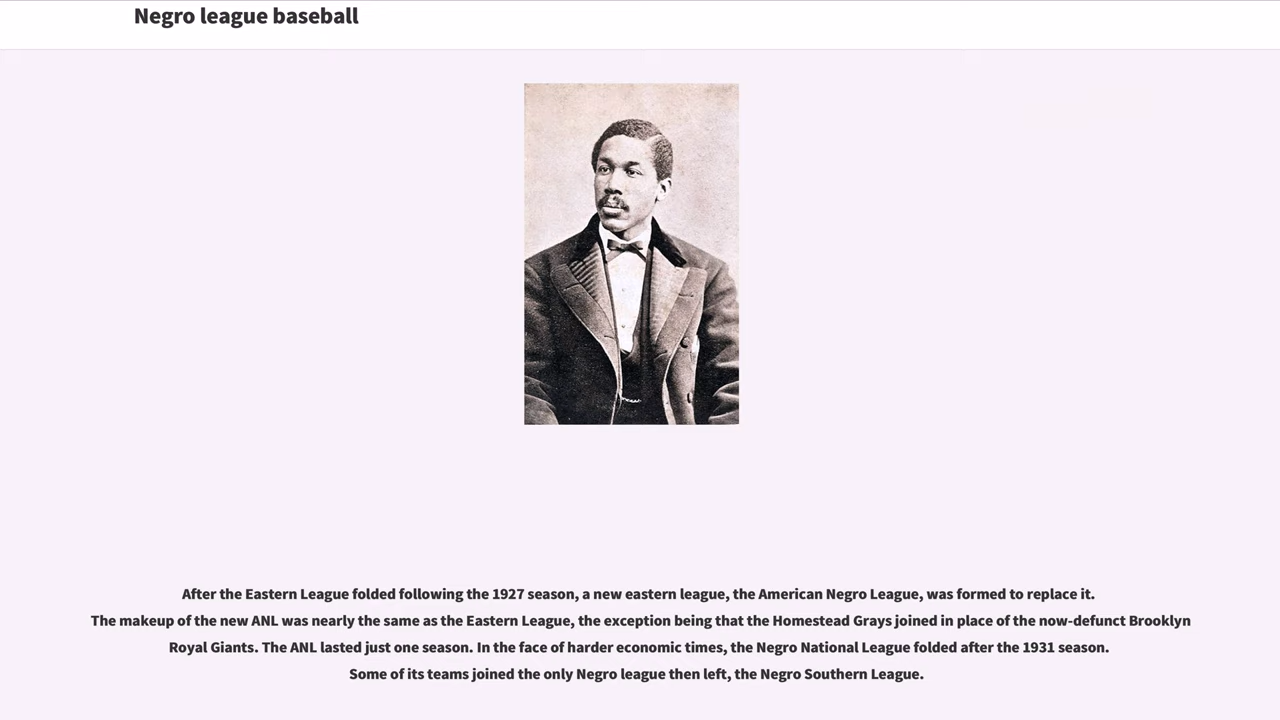 Negro league baseball
After the Eastern League folded following the 1927 season, a new eastern league, the American Negro League, was formed to replace it.
The makeup of the new ANL was nearly the same as the Eastern League, the exception being that the Homestead Grays joined in place of the now-defunct Brooklyn
Royal Giants. The ANL lasted just one season. In the face of harder economic times, the Negro National League folded after the 1931 season.
Some of its teams joined the only Negro league then left, the Negro Southern League.